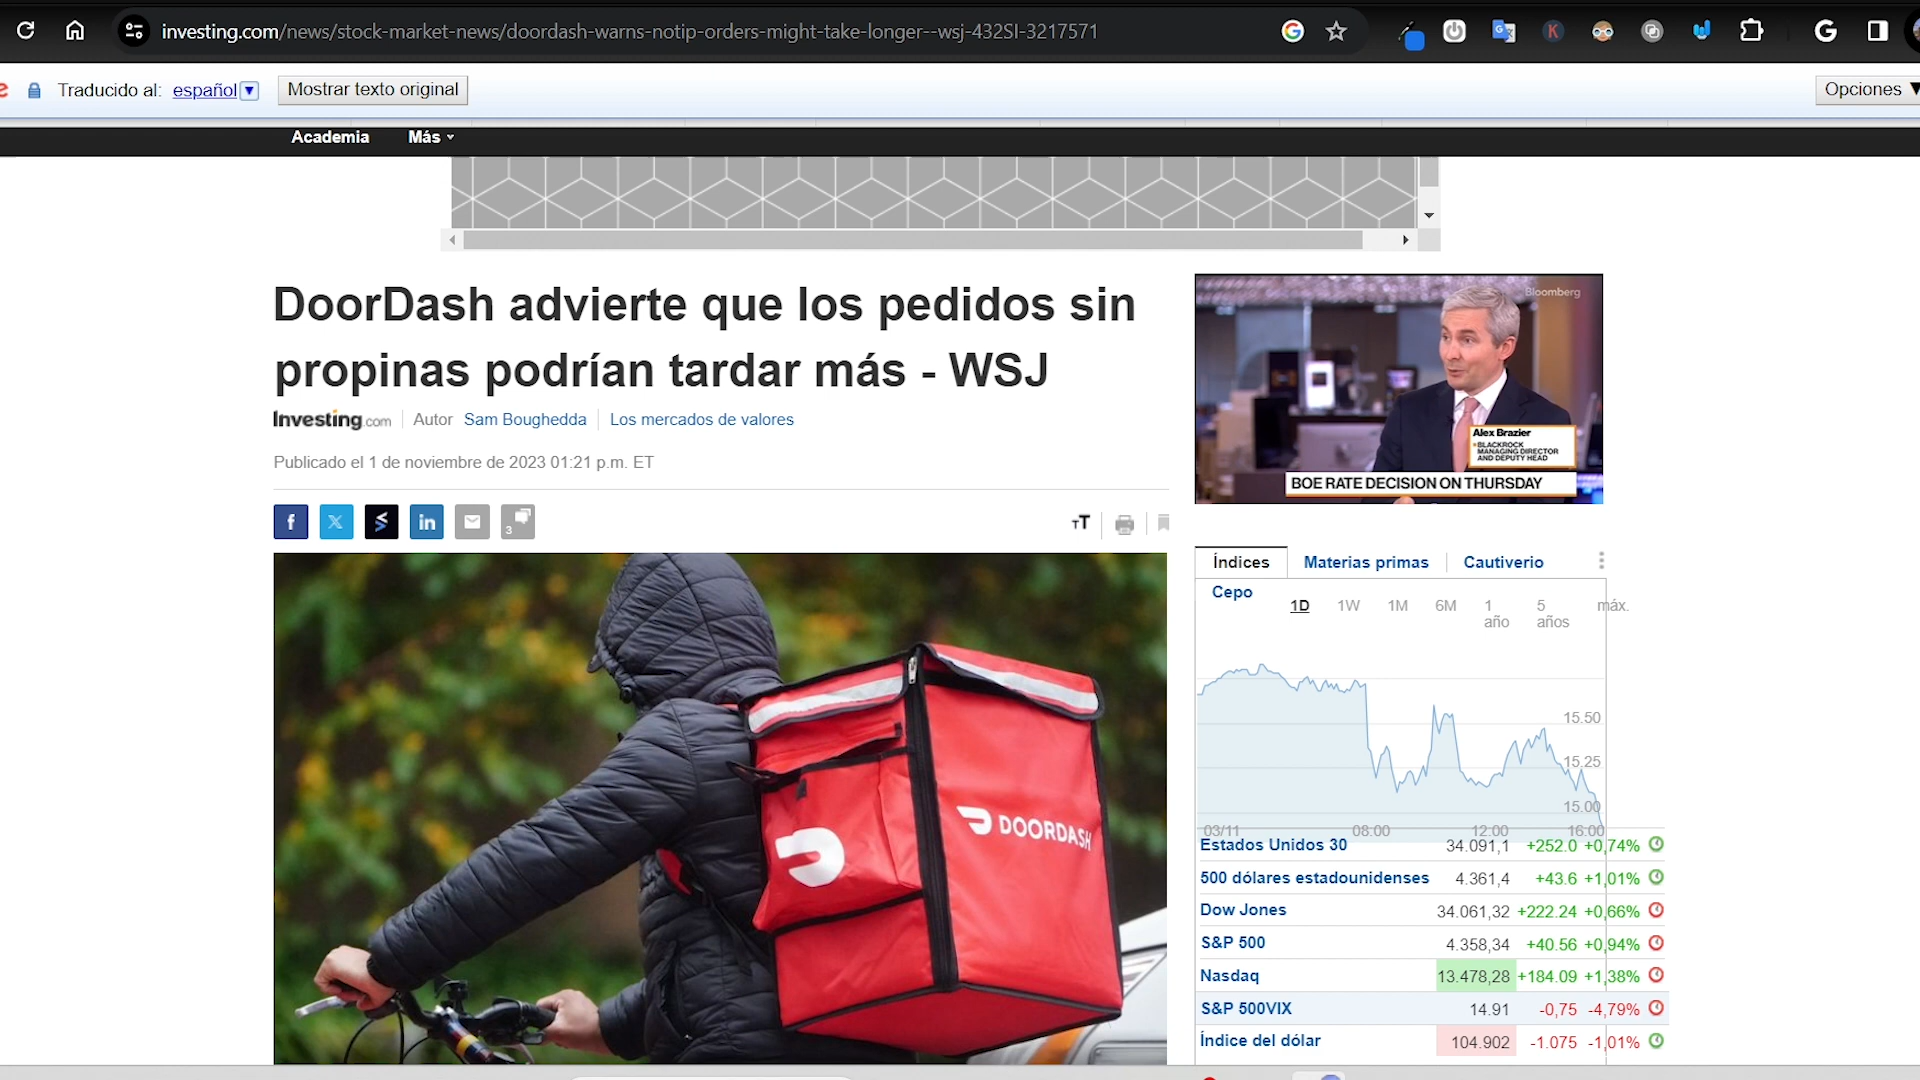 investing.com/news/stock-market-news/doordash-warns-notip-orders-might-take-longer--wsj-432SI-3217571
Traducido al: español
Mostrar texto original
Opciones
Academia
Más
DoorDash advierte que los pedidos sin
propinas podrían tardar más - WSJ
Investing.com
Autor Sam Boughedda
Los mercados de valores
Publicado el 1 de noviembre de 2023 01:21 p.m. ET
3
DOORDASH
Bloomberg
Alex Brazier
BLACKROCK
MANAGING DIRECTOR
AND DEPUTY HEAD
BOE RATE DECISION ON THURSDAY
Índices
Materias primas
Cautiverio
Cepo
1D 1W 1M 6M 1 5 máx.
año años
15.50
15.25
15.00
03/11 08:00 12:00 16:00
Estados Unidos 30 34.091,1 +252.0 +0,74%
500 dólares estadounidenses 4.361,4 +43.6 +1,01%
Dow Jones 34.061,32 +222.24 +0,66%
S&P 500 4.358,34 +40.56 +0,94%
Nasdaq 13.478,28 +184.09 +1,38%
S&P 500VIX 14.91 -0,75 -4,79%
Índice del dólar 104.902 -1.075 -1,01%